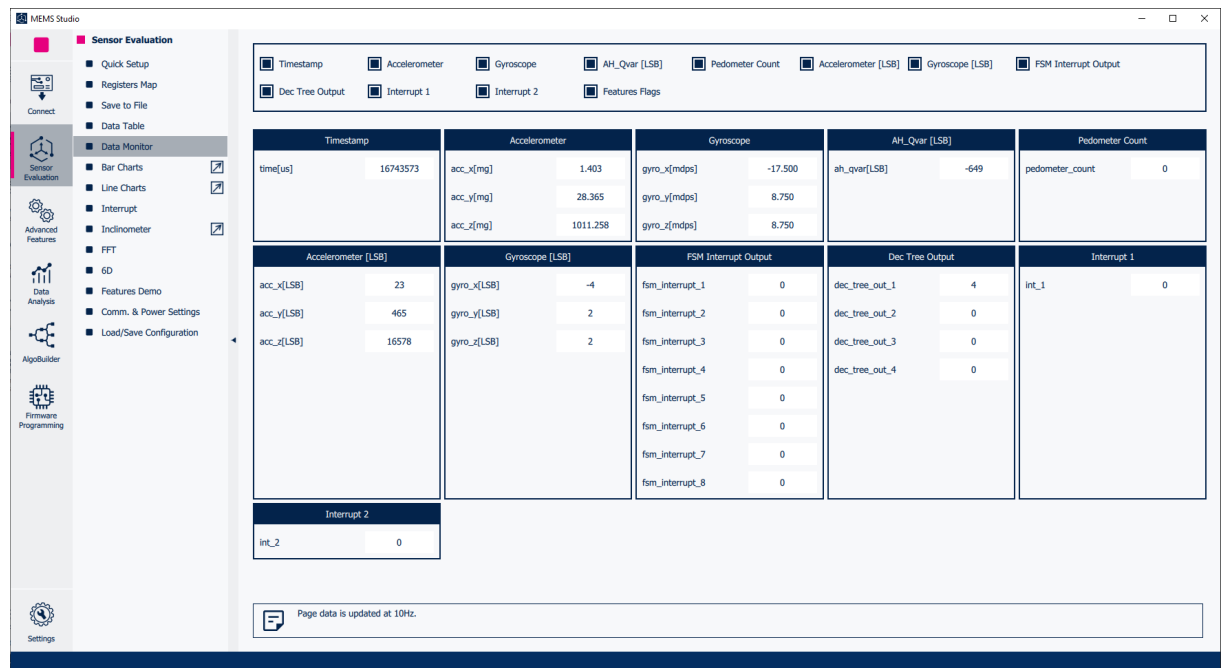 MEMS Studio
Connect
Sensor
Evaluation
Advanced
Features
Data
Analysis
AlgoBuilder
Firmware
Programming
Settings
Sensor Evaluation
Quick Setup
Registers Map
Save to File
Data Table
Data Monitor
Bar Charts
Line Charts
Interrupt
Inclinometer
FFT
6D
Features Demo
Comm. & Power Settings
Load/Save Configuration
Timestamp Accelerometer Gyroscope AH_Qvar [LSB] Pedometer Count Accelerometer [LSB] Gyroscope [LSB] FSM Interrupt Output
Dec Tree Output Interrupt 1 Interrupt 2 Features Flags
Timestamp
time[us] 16743573
Accelerometer
acc_x[mg] 1.403
acc_y[mg] 28.365
acc_z[mg] 1011.258
Gyroscope
gyro_x[mdps] -17.500
gyro_y[mdps] 8.750
gyro_z[mdps] 8.750
AH_Qvar [LSB]
ah_qvar[LSB] -649
Pedometer Count
pedometer_count 0
Accelerometer [LSB]
acc_x[LSB] 23
acc_y[LSB] 465
acc_z[LSB] 16578
Gyroscope [LSB]
gyro_x[LSB] -4
gyro_y[LSB] 2
gyro_z[LSB] 2
FSM Interrupt Output
fsm_interrupt_1 0
fsm_interrupt_2 0
fsm_interrupt_3 0
fsm_interrupt_4 0
fsm_interrupt_5 0
fsm_interrupt_6 0
fsm_interrupt_7 0
fsm_interrupt_8 0
Dec Tree Output
dec_tree_out_1 4
dec_tree_out_2 0
dec_tree_out_3 0
dec_tree_out_4 0
Interrupt 1
int_1 0
Interrupt 2
int_2 0
Page data is updated at 10Hz.